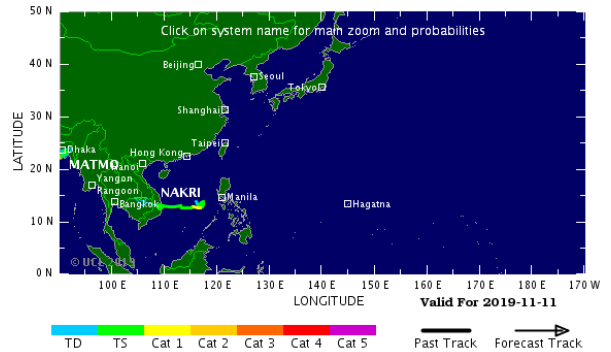 50 N
Click on system name for main zoom and probabilities
Beijing
40 N
Seoul
Tokyo
Shanghai
30 N
Taipei
Dhaka
Hong Kong
MATMO
Hanoi
20 N
Yangon
Rangoon
NAKRI
Manila
Bangkok
Hagatna
10 N
© UCL 2019
0 N
LATITUDE
100 E 110 E 120 E 130 E 140 E 150 E 160 E 170 E 180 E 170 W
LONGITUDE
Valid For 2019-11-11
TD TS Cat 1 Cat 2 Cat 3 Cat 4 Cat 5
Past Track Forecast Track